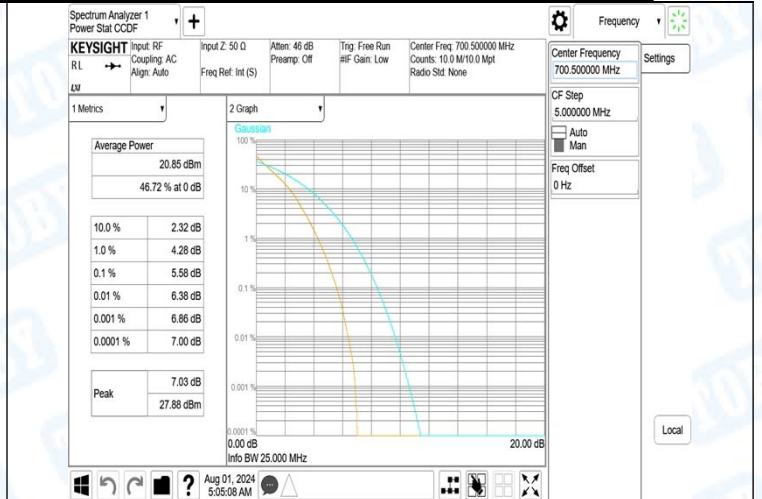 Spectrum Analyzer 1
Power Stat CCDF
Frequency
KEYSIGHT
RL
Input: RF
Coupling: AC
Align: Auto
Input Z: 50 Ω
Freq Ref: Int (S)
Atten: 46 dB
Preamp: Off
Trig: Free Run
#IF Gain: Low
Center Freq: 700.500000 MHz
Counts: 10.0 M/10.0 Mpt
Radio Std: None
Center Frequency
700.500000 MHz
Settings
CF Step
5.000000 MHz
Auto
Man
Freq Offset
0 Hz
1 Metrics
2 Graph
Average Power
20.85 dBm
46.72 % at 0 dB
10.0 % 2.32 dB
1.0 % 4.28 dB
0.1 % 5.58 dB
0.01 % 6.38 dB
0.001 % 6.86 dB
0.0001 % 7.00 dB
Peak
7.03 dB
27.88 dBm
Gaussian
100 %
10 %
1 %
0.1 %
0.01 %
0.001 %
0.0001 %
0.00 dB
20.00 dB
Info BW 25.000 MHz
Local
?
Aug 01, 2024
5:05:08 AM